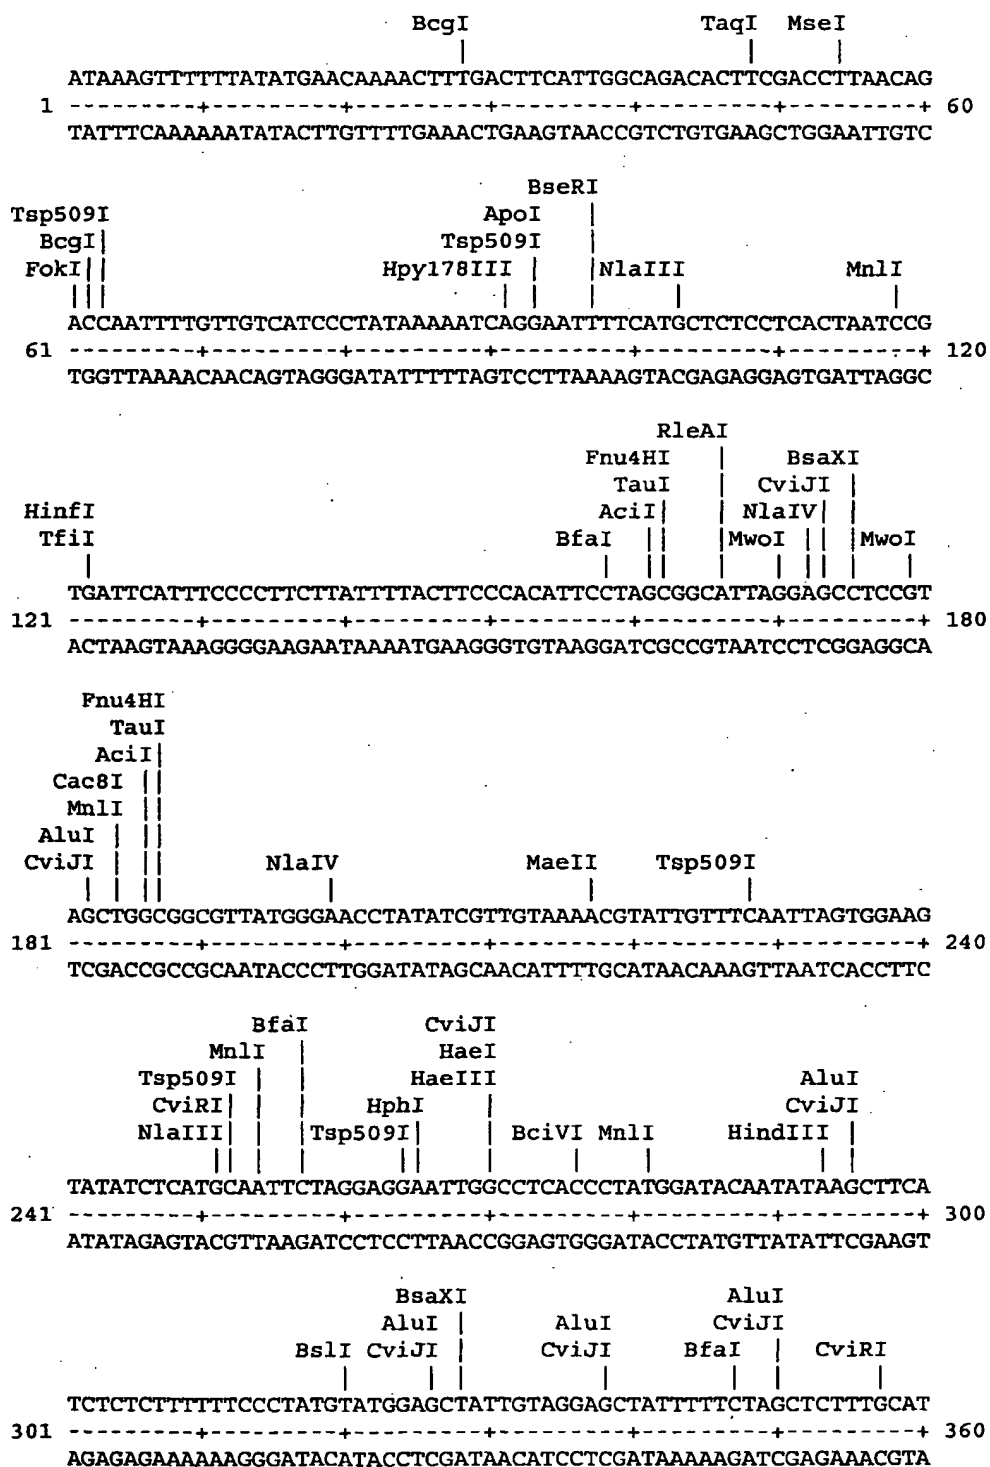 BcgI TaqI MseI
ATAAAGTTTTTTATATGAACAAAACTTTGACTTCATTGGCAGACACTTCGACCTTAACAG
1 ---------+---------+---------+---------+---------+---------+ 60
TATTTCAAAAAATATACTTGTTTTGAAACTGAAGTAACCGTCTGTGAAGCTGGAATTGTC
BseRI
Tsp509I ApoI
BcgI Tsp509I
FokI Hpy178III NlaIII MnlI
ACCAATTTTGTTGTCATCCCTATAAAAATCAGGAATTTTCATGCTCTCCTCACTAATCCG
61 ---------+---------+---------+---------+---------+---------+ 120
TGGTTAAAACAACAGTAGGGATATTTTTAGTCCTTAAAAGTACGAGAGGAGTGATTAGGC
RleAI
Fnu4HI BsaXI
TauI CviJI
HinfI AciI NlaIV
TfiI BfaI MwoI MwoI
TGATTCATTTCCCCTTCTTATTTTACTTCCCACATTCCTAGCGGCATTAGGAGCCTCCGT
121 ---------+---------+---------+---------+---------+---------+ 180
ACTAAGTAAAGGGGAAGAATAAAATGAAGGGTGTAAGGATCGCCGTAATCCTCGGAGGCA
Fnu4HI
TauI
AciI
Cac8I
MnlI
AluI
CviJI NlaIV MaeII Tsp509I
AGCTGGCGGCGTTATGGGAACCTATATCGTTGTAAAACGTATTGTTTCAATTAGTGGAAG
181 ---------+---------+---------+---------+---------+---------+ 240
TCGACCGCCGCAATACCCTTGGATATAGCAACATTTTGCATAACAAAGTTAATCACCTTC
BfaI CviJI
MnlI HaeI
Tsp509I HaeIII AluI
CviRI HphI CviJI
NlaIII Tsp509I BciVI MnlI HindIII
TATATCTCATGCAATTCTAGGAGGAATTGGCCTCACCCTATGGATACAATATAAGCTTCA
241 ---------+---------+---------+---------+---------+---------+ 300
ATATAGAGTACGTTAAGATCCTCCTTAACCGGAGTGGGATACCTATGTTATATTCGAAGT
BsaXI AluI
AluI AluI CviJI
BslI CviJI CviJI BfaI CviRI
TCTCTCTTTTTTTCCCTATGTATGGAGCTATTGTAGGAGCTATTTTTCTAGCTCTTTGCAT
301 ---------+---------+---------+---------+---------+---------+ 360
AGAGAGAAAAAAAGGGATACATACCTCGATAACATCCTCGATAAAAAGATCGAGAAACGTA